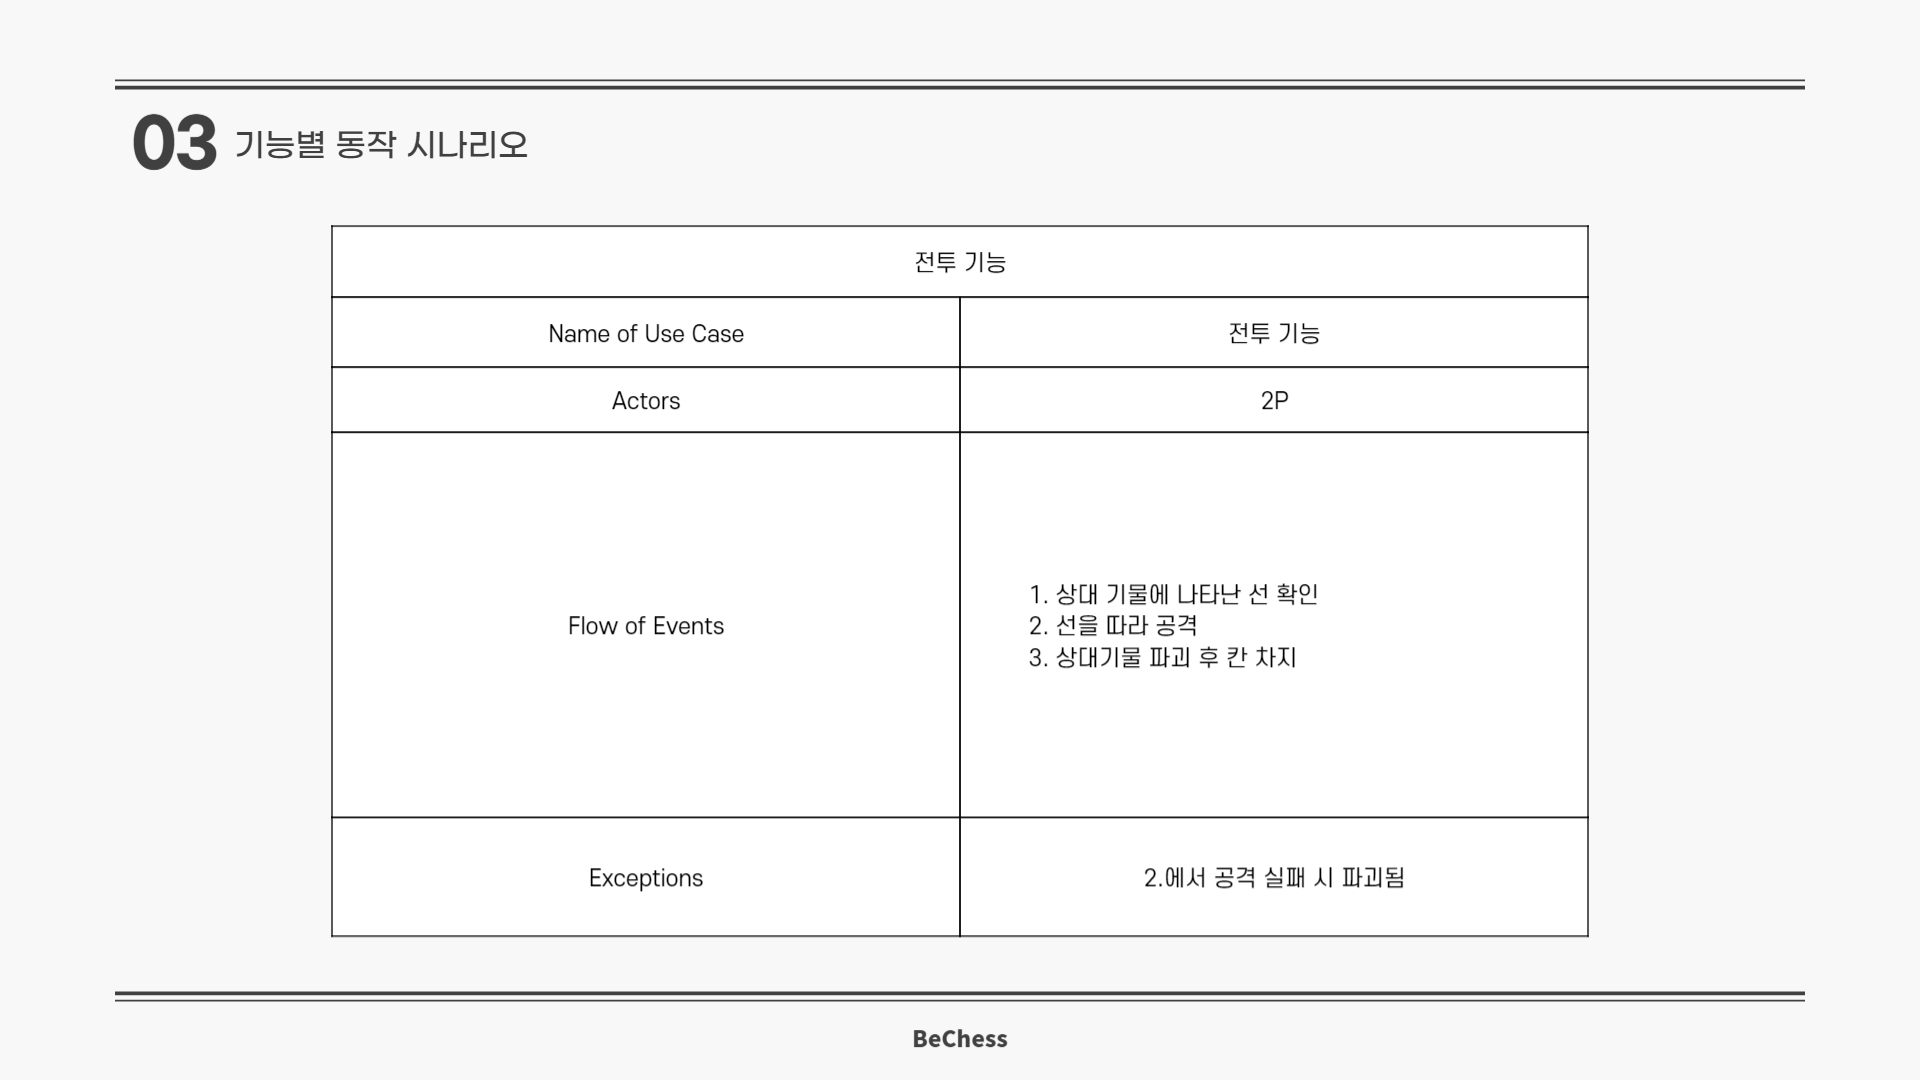 03 기능별 동작 시나리오
전투 기능
Name of Use Case 전투 기능
Actors 2P
Flow of Events
1. 상대 기물에 나타난 선 확인
2. 선을 따라 공격
3. 상대기물 파괴 후 칸 차지
Exceptions 2.에서 공격 실패 시 파괴됨
BeChess